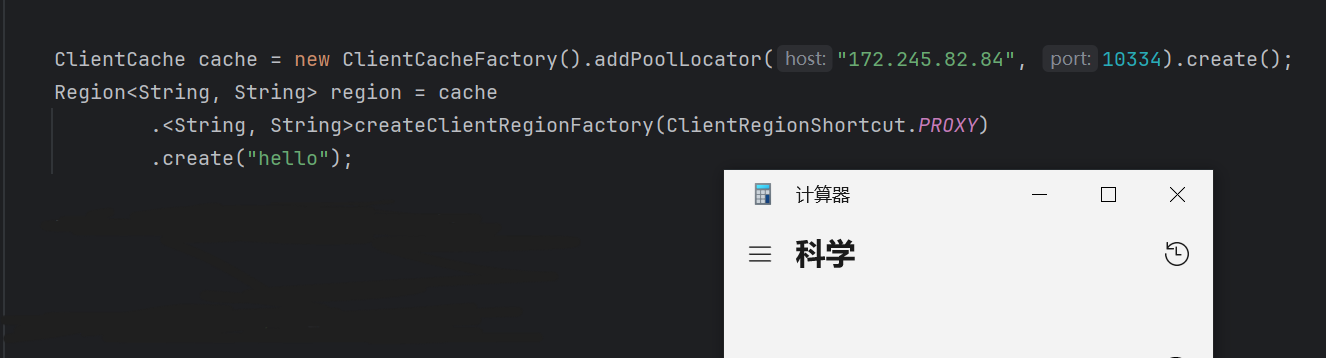 ClientCache cache = new ClientCacheFactory().addPoolLocator( host: "172.245.82.84", port: 10334).create();
Region<String, String> region = cache
.<String, String>createClientRegionFactory(ClientRegionShortcut.PROXY)
.create("hello");
计算器
科学